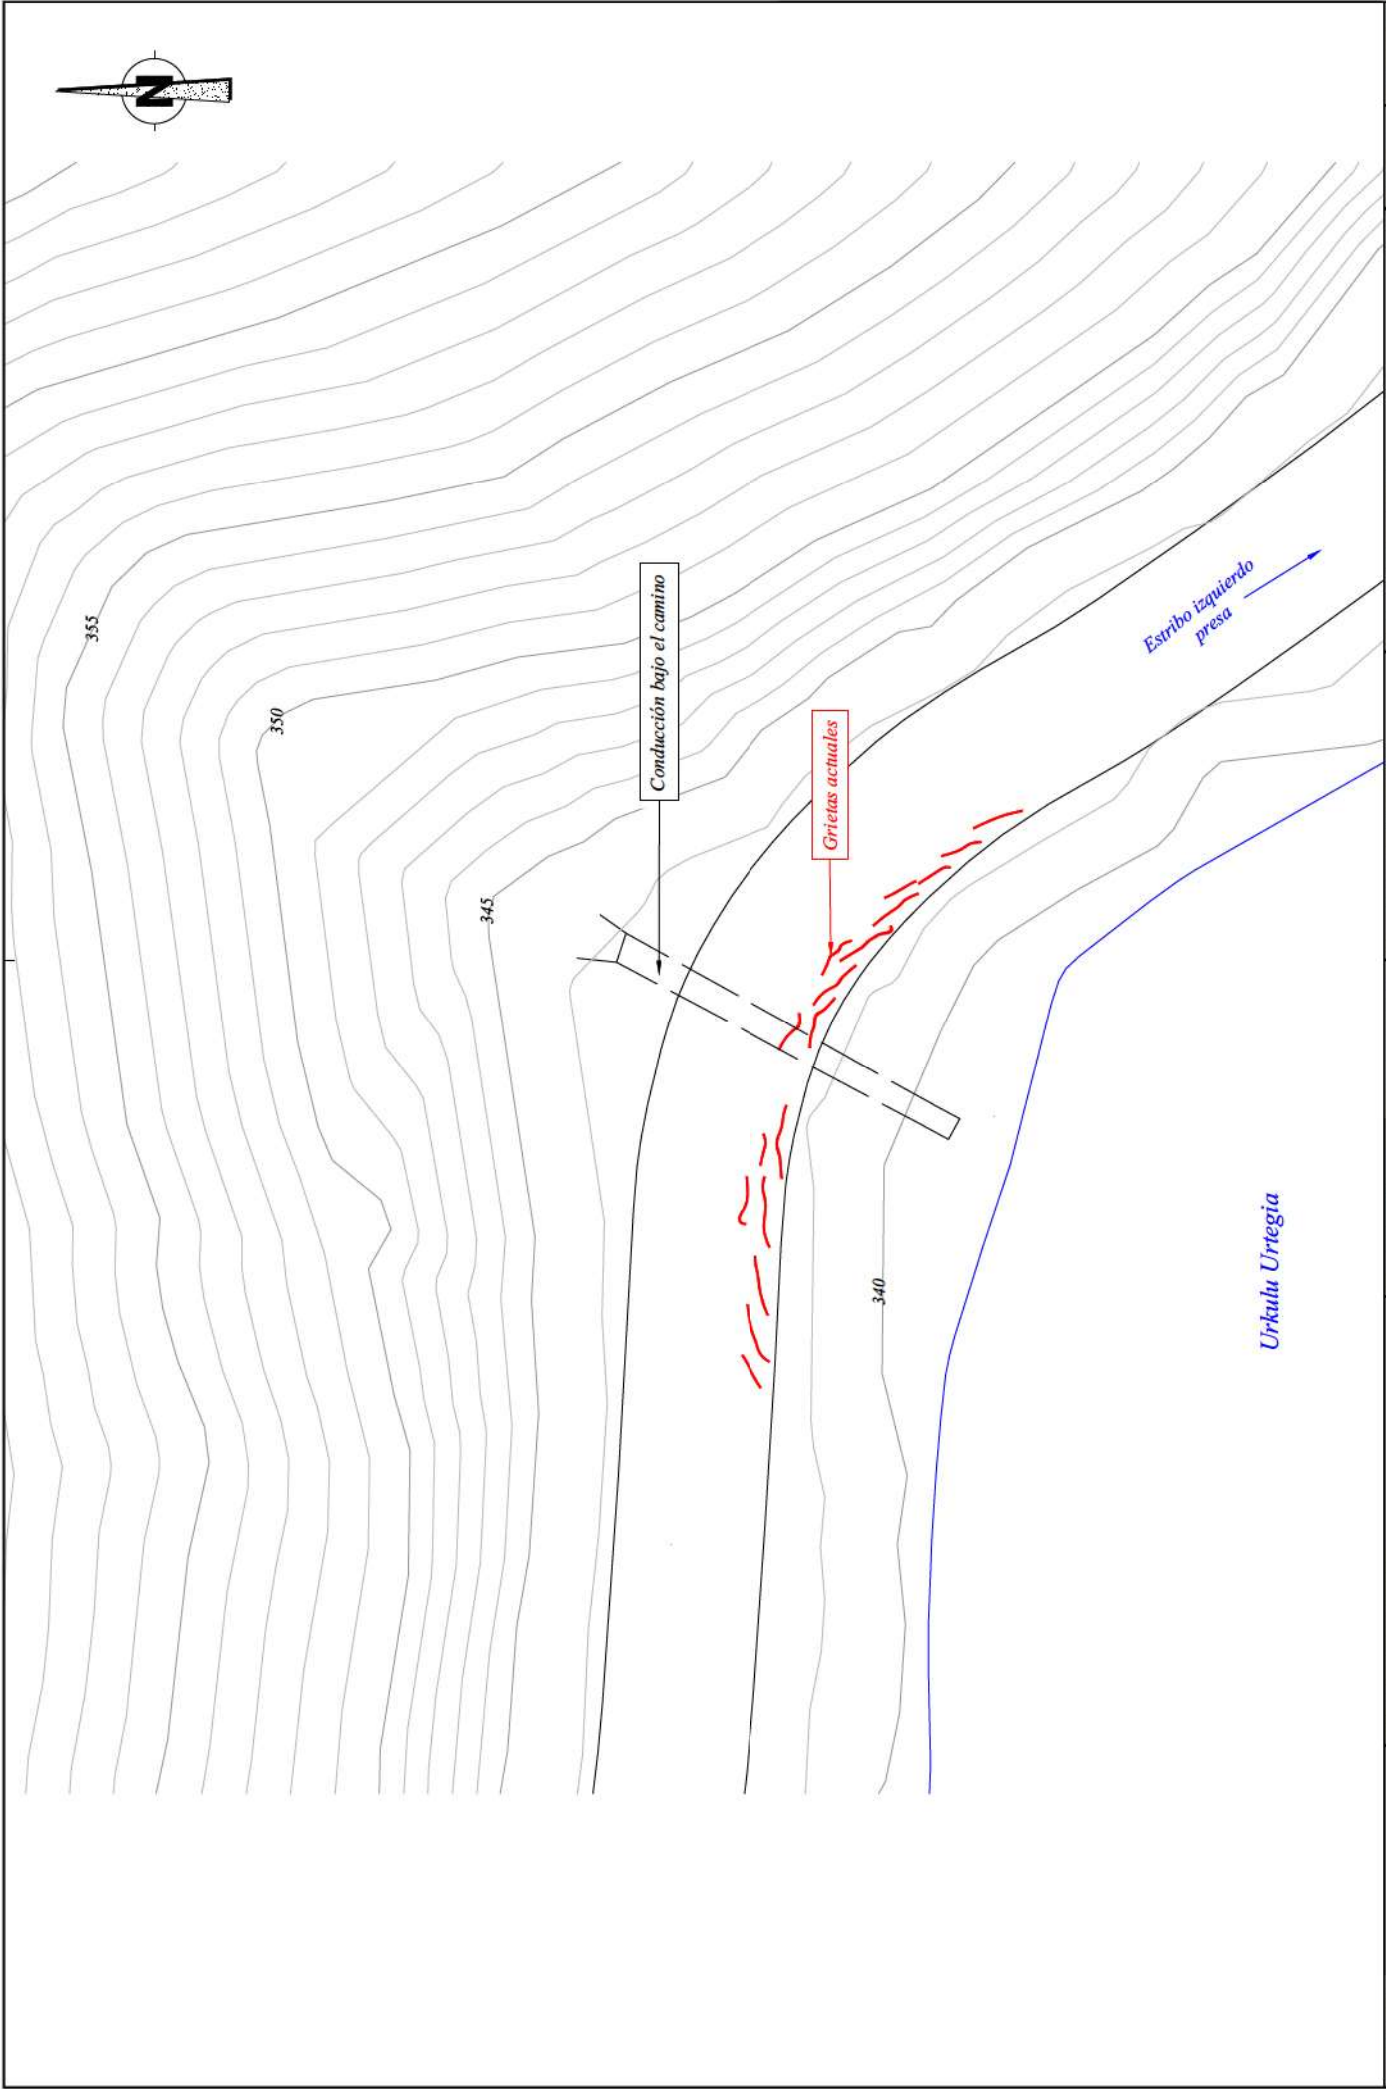 N
355
350
345
Conducción bajo el camino
Grietas actuales
340
Estribo izquierdo
presa
Urkulu Urtegia